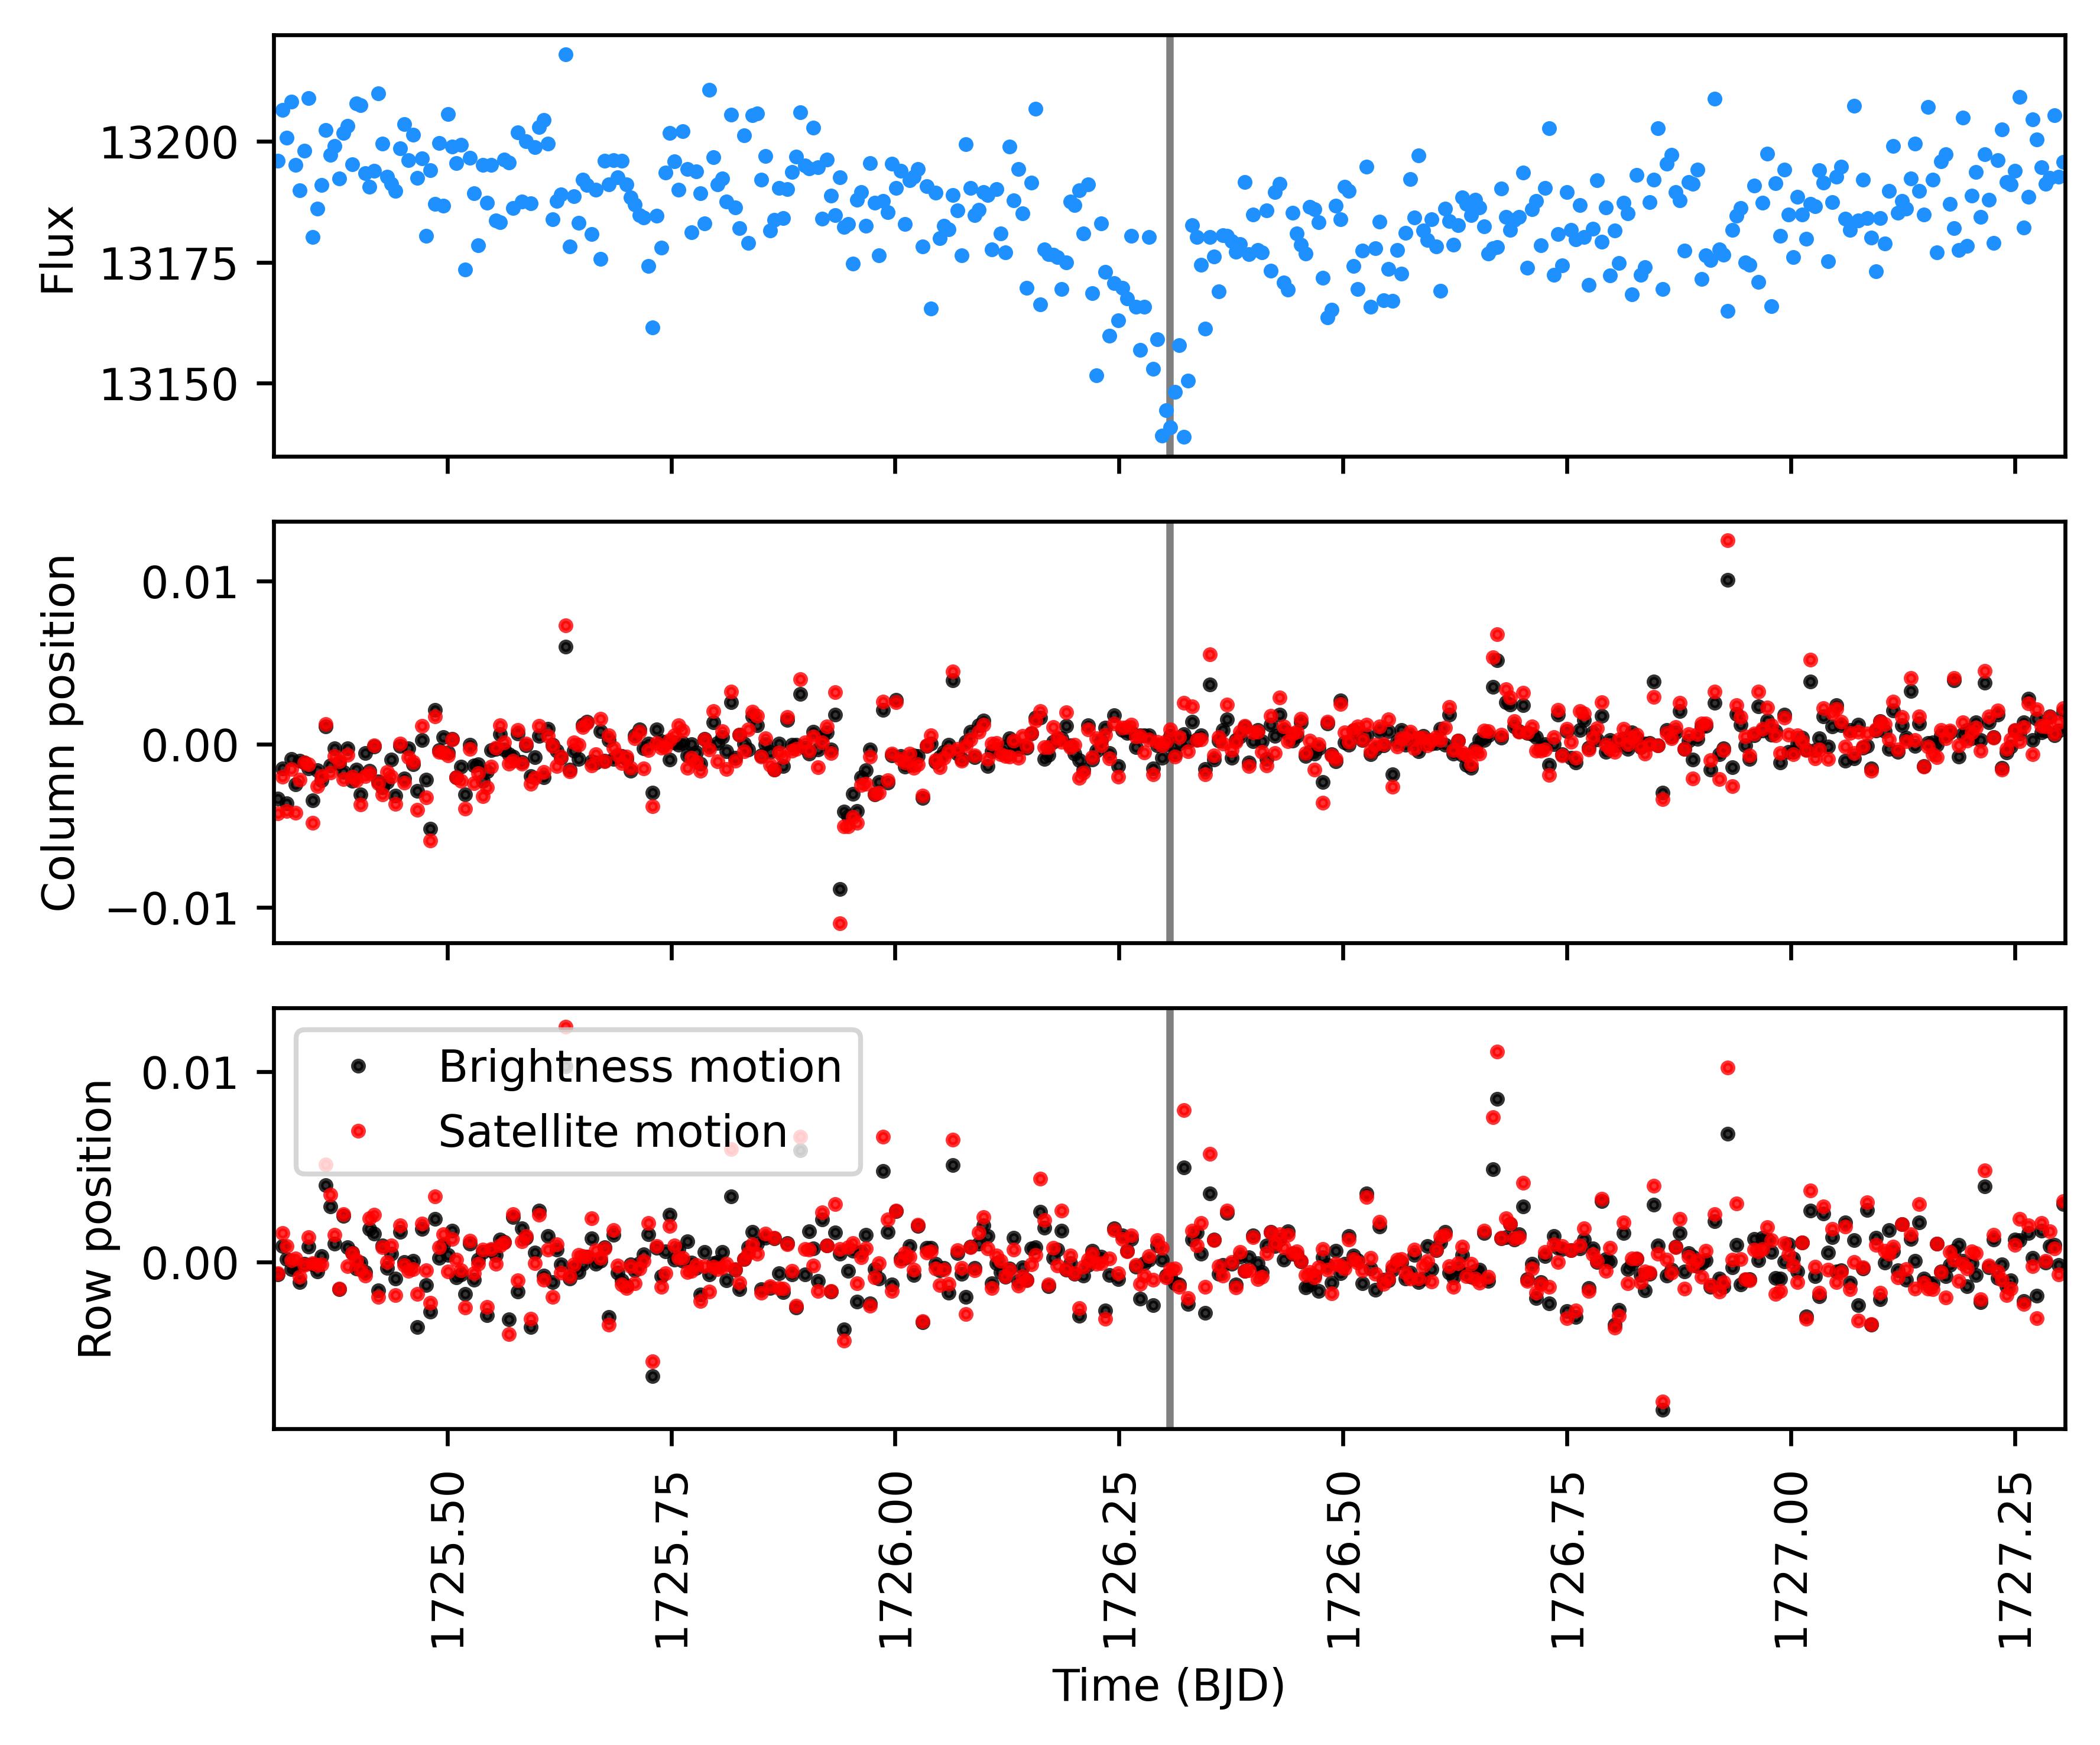 Flux
13200
13175
13150
Column position
0.01
0.00
−0.01
Row position
0.01
0.00
Brightness motion
Satellite motion
1725.50
1725.75
1726.00
1726.25
1726.50
1726.75
1727.00
1727.25
Time (BJD)